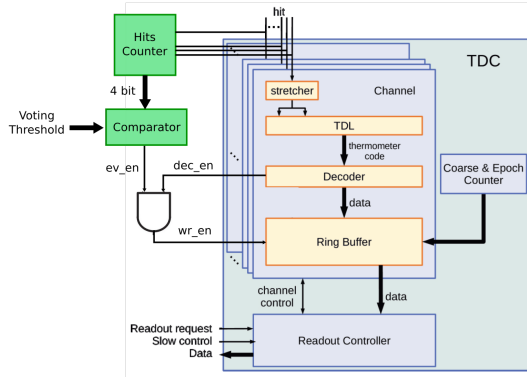 hit
Hits
Counter
TDC
4 bit
stretcher
Channel
Voting
Threshold
Comparator
TDL
thermometer
code
ev_en
dec_en
Decoder
Coarse & Epoch
Counter
data
wr_en
Ring Buffer
channel
control
data
Readout request
Slow control
Data
Readout Controller